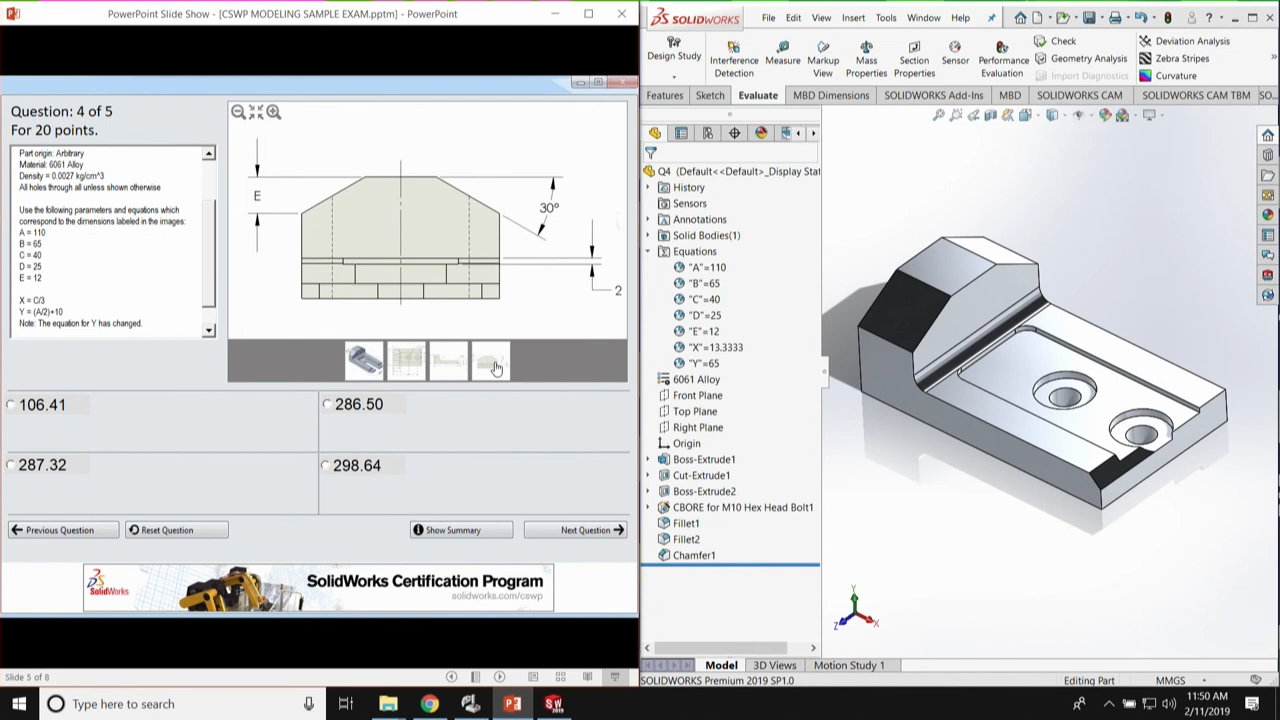 PowerPoint Slide Show - [CSWP MODELING SAMPLE EXAM.pptm] - PowerPoint
Question: 4 of 5
For 20 points.
Part origin: Arbitrary
Material: 6061 Alloy
Density = 0.0027 kg/cm^3
All holes through all unless shown otherwise
Use the following parameters and equations which
correspond to the dimensions labeled in the images:
A = 110
B = 65
C = 40
D = 25
E = 12
X = C/3
Y = (A/2)+10
Note: The equation for Y has changed.
E
30°
2
106.41
286.50
287.32
298.64
Previous Question
Reset Question
Show Summary
Next Question
SolidWorks
SolidWorks Certification Program
solidworks.com/cswp
Slide 5 of 8
SOLIDWORKS
File Edit View Insert Tools Window Help
Design Study
Interference Detection
Measure
Markup View
Mass Properties
Section Properties
Sensor
Performance Evaluation
Check
Geometry Analysis
Import Diagnostics
Deviation Analysis
Zebra Stripes
Curvature
Features Sketch Evaluate MBD Dimensions SOLIDWORKS Add-Ins MBD SOLIDWORKS CAM SOLIDWORKS CAM TBM SO...
Q4 (Default<<Default>_Display Stat
History
Sensors
Annotations
Solid Bodies(1)
Equations
"A"=110
"B"=65
"C"=40
"D"=25
"E"=12
"X"=13.3333
"Y"=65
6061 Alloy
Front Plane
Top Plane
Right Plane
Origin
Boss-Extrude1
Cut-Extrude1
Boss-Extrude2
CBORE for M10 Hex Head Bolt1
Fillet1
Fillet2
Chamfer1
Y
Z
X
Model 3D Views Motion Study 1
SOLIDWORKS Premium 2019 SP1.0
Editing Part
MMGS
Type here to search
11:50 AM
2/11/2019